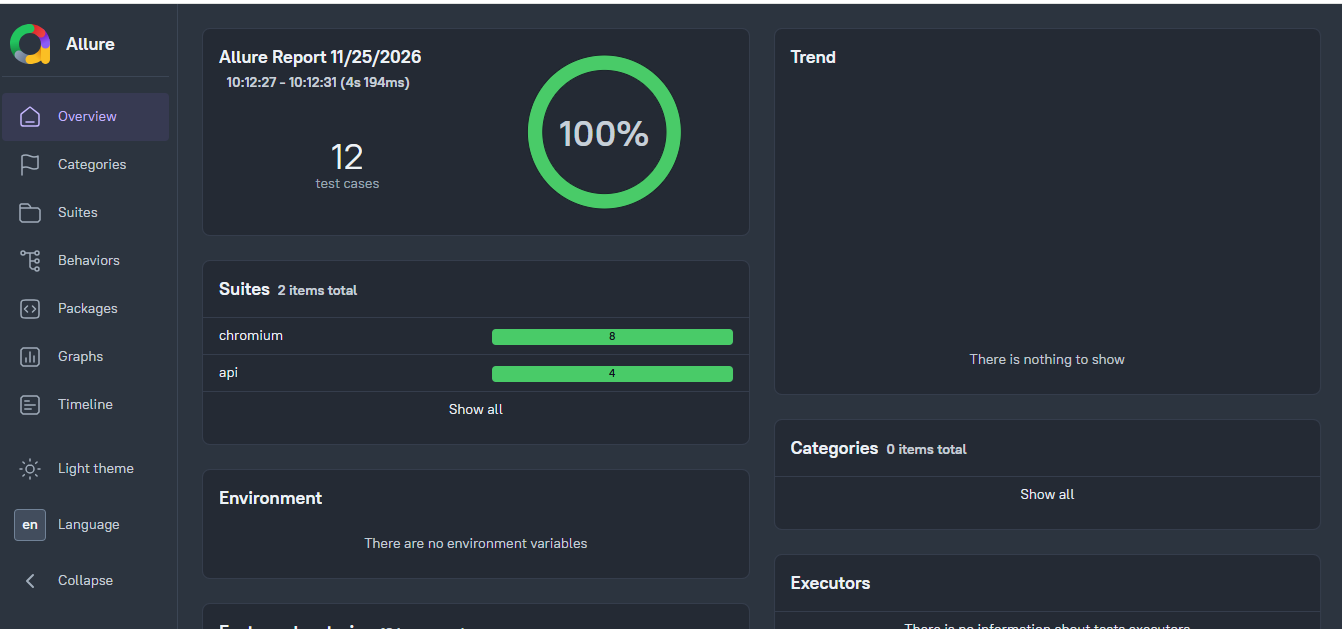 Allure
Overview
Categories
Suites
Behaviors
Packages
Graphs
Timeline
Light theme
en Language
Collapse
Allure Report 11/25/2026
10:12:27 - 10:12:31 (4s 194ms)
12
test cases
100%
Suites 2 items total
chromium 8
api 4
Show all
Environment
There are no environment variables
Trend
There is nothing to show
Categories 0 items total
Show all
Executors